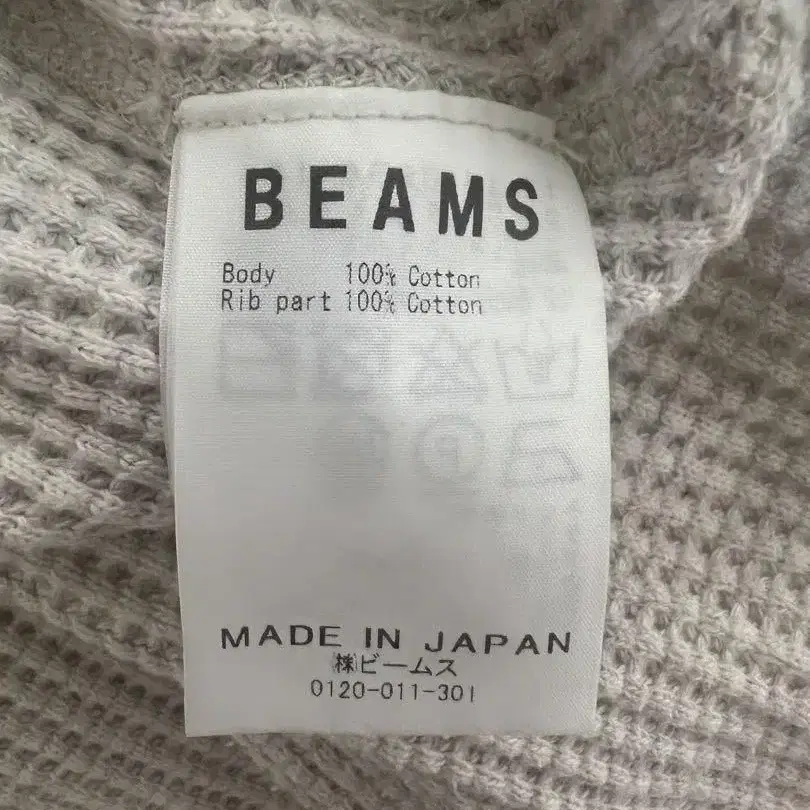 BEAMS
Body 100% Cotton
Rib part 100% Cotton
MADE IN JAPAN
㈱ビームス
0120-011-301